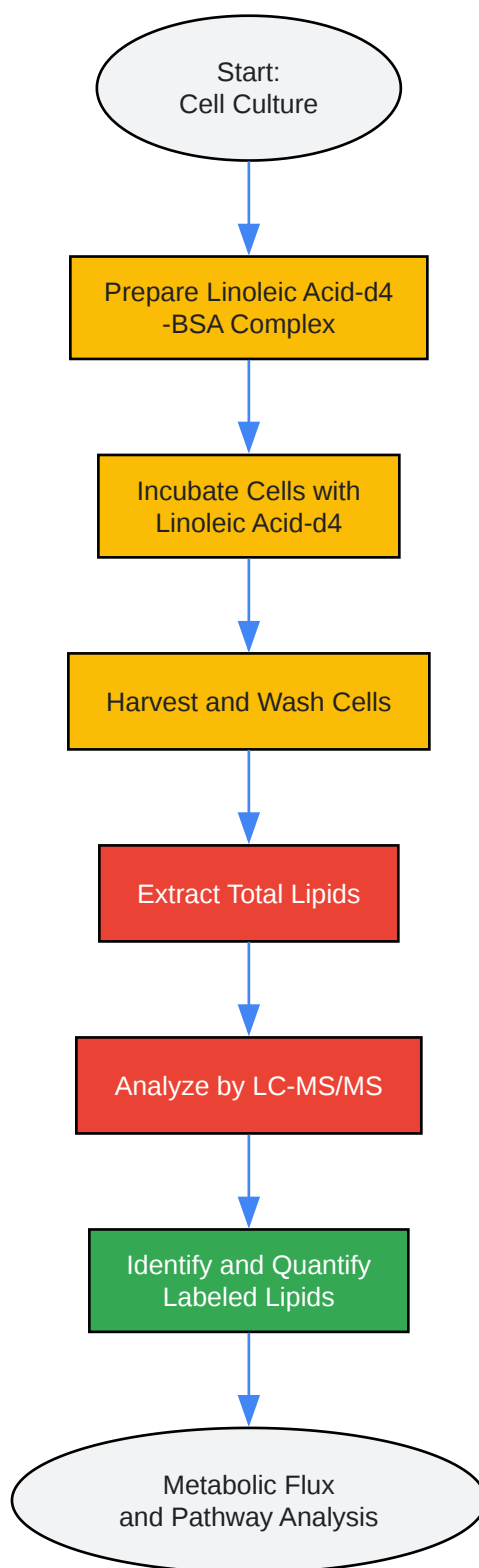 Start:
Cell Culture
Prepare Linoleic Acid-d4
-BSA Complex
Incubate Cells with
Linoleic Acid-d4
Harvest and Wash Cells
Extract Total Lipids
Analyze by LC-MS/MS
Identify and Quantify
Labeled Lipids
Metabolic Flux
and Pathway Analysis